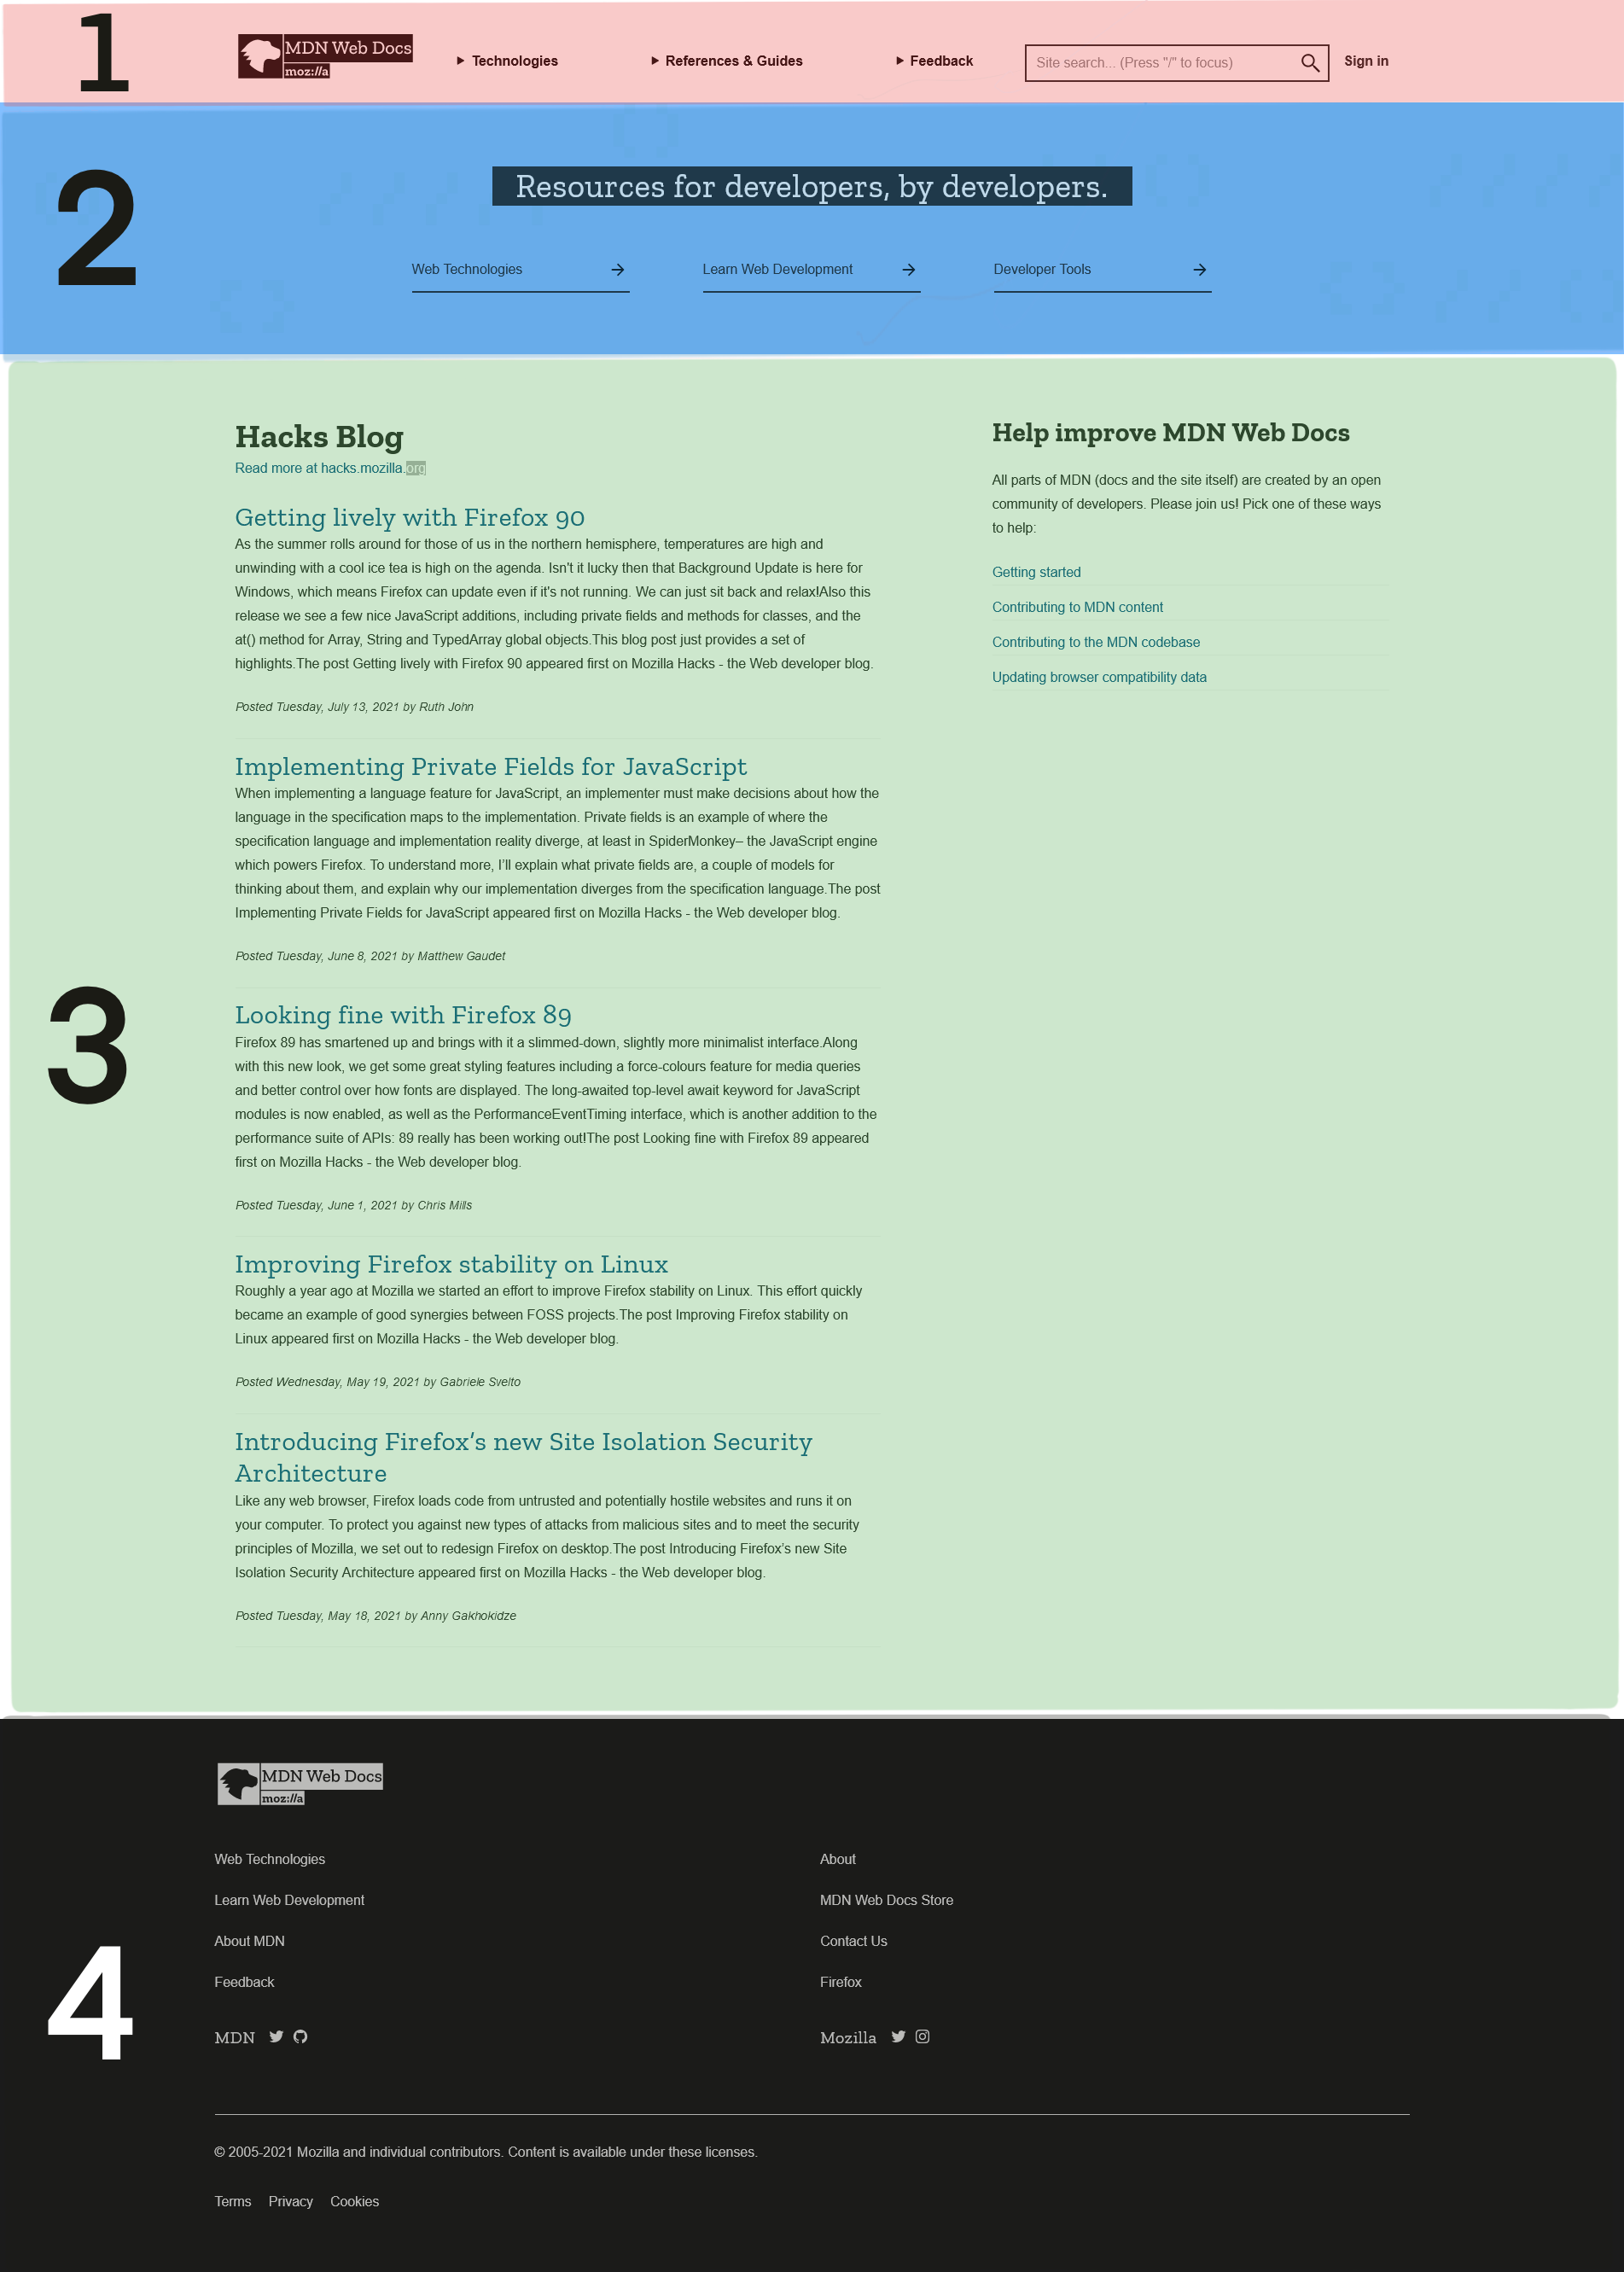 1
MDN Web Docs
moz://a
Technologies
References & Guides
Feedback
Site search... (Press "/" to focus)
Sign in
2
Resources for developers, by developers.
Web Technologies
Learn Web Development
Developer Tools
3
Hacks Blog
Read more at hacks.mozilla.org
Getting lively with Firefox 90
As the summer rolls around for those of us in the northern hemisphere, temperatures are high and
unwinding with a cool ice tea is high on the agenda. Isn't it lucky then that Background Update is here for
Windows, which means Firefox can update even if it's not running. We can just sit back and relax!Also this
release we see a few nice JavaScript additions, including private fields and methods for classes, and the
at() method for Array, String and TypedArray global objects.This blog post just provides a set of
highlights.The post Getting lively with Firefox 90 appeared first on Mozilla Hacks - the Web developer blog.
Posted Tuesday, July 13, 2021 by Ruth John
Implementing Private Fields for JavaScript
When implementing a language feature for JavaScript, an implementer must make decisions about how the
language in the specification maps to the implementation. Private fields is an example of where the
specification language and implementation reality diverge, at least in SpiderMonkey– the JavaScript engine
which powers Firefox. To understand more, I’ll explain what private fields are, a couple of models for
thinking about them, and explain why our implementation diverges from the specification language.The post
Implementing Private Fields for JavaScript appeared first on Mozilla Hacks - the Web developer blog.
Posted Tuesday, June 8, 2021 by Matthew Gaudet
Looking fine with Firefox 89
Firefox 89 has smartened up and brings with it a slimmed-down, slightly more minimalist interface.Along
with this new look, we get some great styling features including a force-colours feature for media queries
and better control over how fonts are displayed. The long-awaited top-level await keyword for JavaScript
modules is now enabled, as well as the PerformanceEventTiming interface, which is another addition to the
performance suite of APIs: 89 really has been working out!The post Looking fine with Firefox 89 appeared
first on Mozilla Hacks - the Web developer blog.
Posted Tuesday, June 1, 2021 by Chris Mills
Improving Firefox stability on Linux
Roughly a year ago at Mozilla we started an effort to improve Firefox stability on Linux. This effort quickly
became an example of good synergies between FOSS projects.The post Improving Firefox stability on
Linux appeared first on Mozilla Hacks - the Web developer blog.
Posted Wednesday, May 19, 2021 by Gabriele Svelto
Introducing Firefox’s new Site Isolation Security
Architecture
Like any web browser, Firefox loads code from untrusted and potentially hostile websites and runs it on
your computer. To protect you against new types of attacks from malicious sites and to meet the security
principles of Mozilla, we set out to redesign Firefox on desktop.The post Introducing Firefox’s new Site
Isolation Security Architecture appeared first on Mozilla Hacks - the Web developer blog.
Posted Tuesday, May 18, 2021 by Anny Gakhokidze
Help improve MDN Web Docs
All parts of MDN (docs and the site itself) are created by an open
community of developers. Please join us! Pick one of these ways
to help:
Getting started
Contributing to MDN content
Contributing to the MDN codebase
Updating browser compatibility data
4
MDN Web Docs
moz://a
Web Technologies
Learn Web Development
About MDN
Feedback
MDN
About
MDN Web Docs Store
Contact Us
Firefox
Mozilla
© 2005-2021 Mozilla and individual contributors. Content is available under these licenses.
Terms
Privacy
Cookies